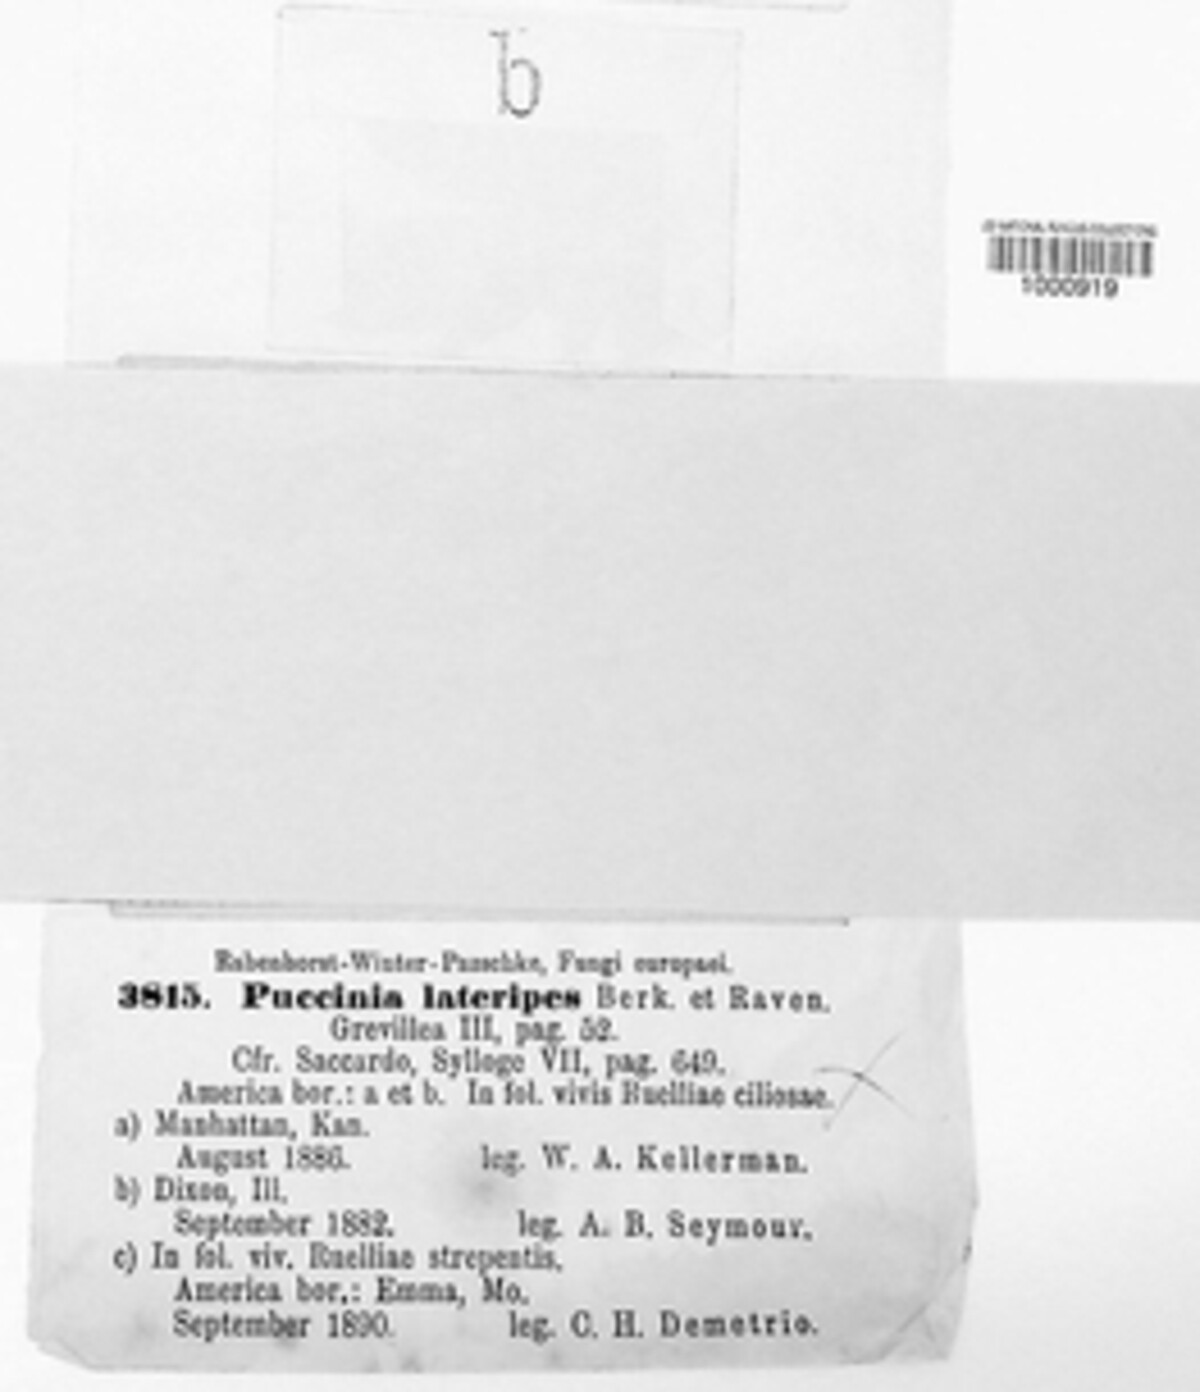 b
1000919
Rabenhorst-Winter-Pazschke, Fungi europaei.
3815. Puccinia lateripes Berk. et Raven.
Grevillea III, pag. 52.
Cfr. Saccardo, Sylloge VII, pag. 649.
America bor.: a et b. In fol. vivis Ruelliae ciliosae.
a) Manhattan, Kan.
August 1886. leg. W. A. Kellerman.
b) Dixon, Ill.
September 1882. leg. A. B. Seymour.
c) In fol. viv. Ruelliae strepentis.
America bor.: Emma, Mo.
September 1890. leg. C. H. Demetrio.